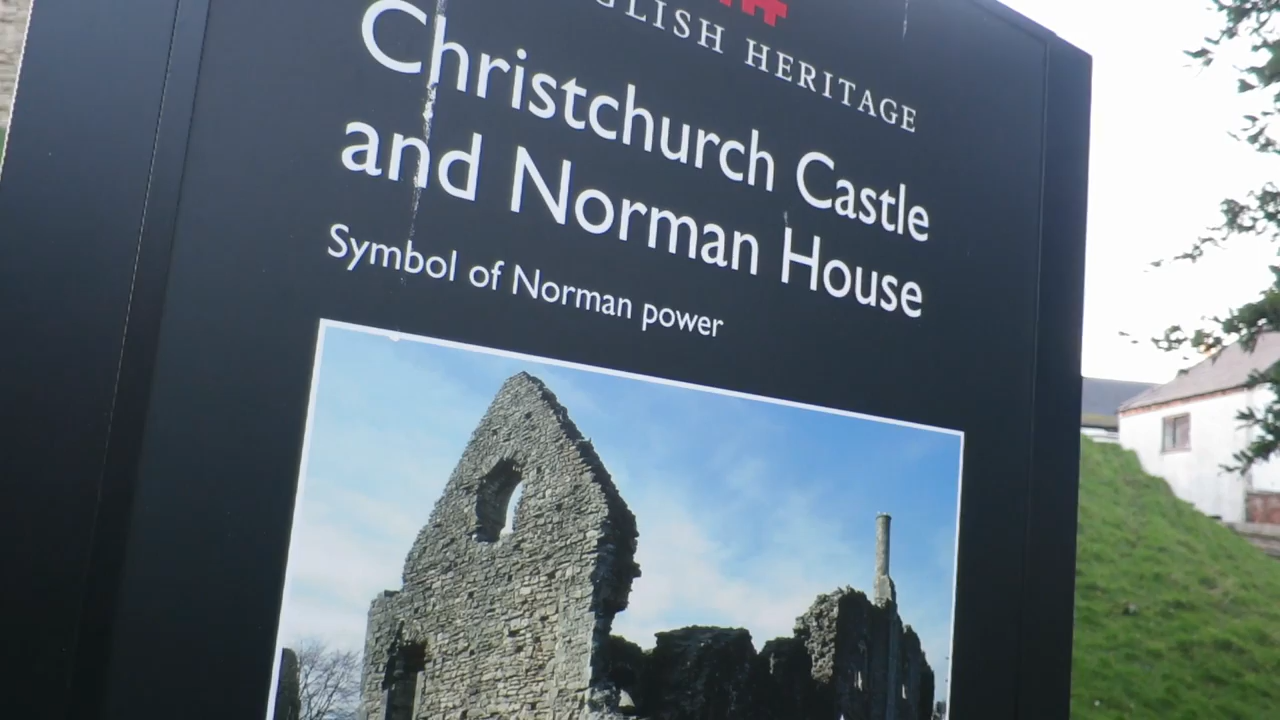 ENGLISH HERITAGE
Christchurch Castle
and Norman House
Symbol of Norman power